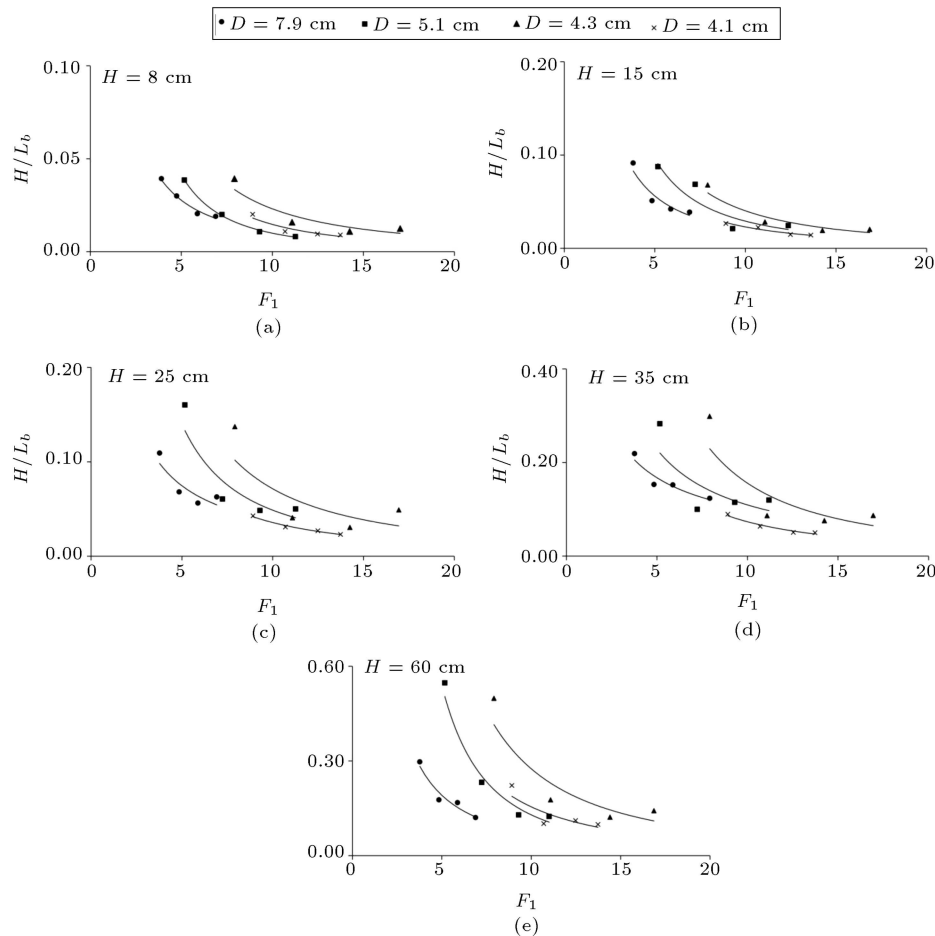 ● D = 7.9 cm ■ D = 5.1 cm ▲ D = 4.3 cm × D = 4.1 cm
H = 8 cm
0.10
0.05
0.00
H/L_b
0 5 10 15 20
F_1
(a)
H = 15 cm
0.20
0.10
0.00
H/L_b
0 5 10 15 20
F_1
(b)
H = 25 cm
0.20
0.10
0.00
H/L_b
0 5 10 15 20
F_1
(c)
H = 35 cm
0.40
0.20
0.00
H/L_b
0 5 10 15 20
F_1
(d)
H = 60 cm
0.60
0.30
0.00
H/L_b
0 5 10 15 20
F_1
(e)